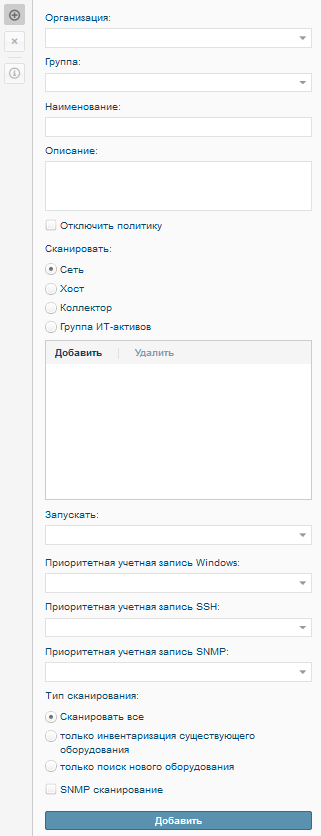 Организация:
Группа:
Наименование:
Описание:
Отключить политику
Сканировать:
Сеть
Хост
Коллектор
Группа ИТ-активов
Добавить Удалить
Запускать:
Приоритетная учетная запись Windows:
Приоритетная учетная запись SSH:
Приоритетная учетная запись SNMP:
Тип сканирования:
Сканировать все
только инвентаризация существующего
оборудования
только поиск нового оборудования
SNMP сканирование
Добавить